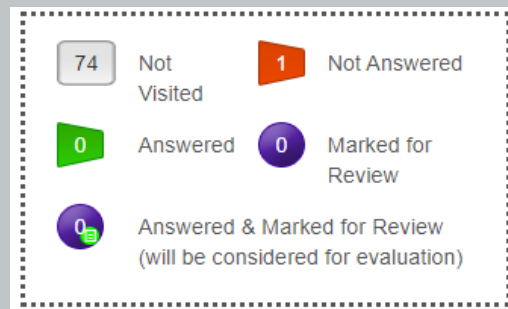 74 Not Visited
1 Not Answered
0 Answered
0 Marked for Review
0 Answered & Marked for Review
(will be considered for evaluation)